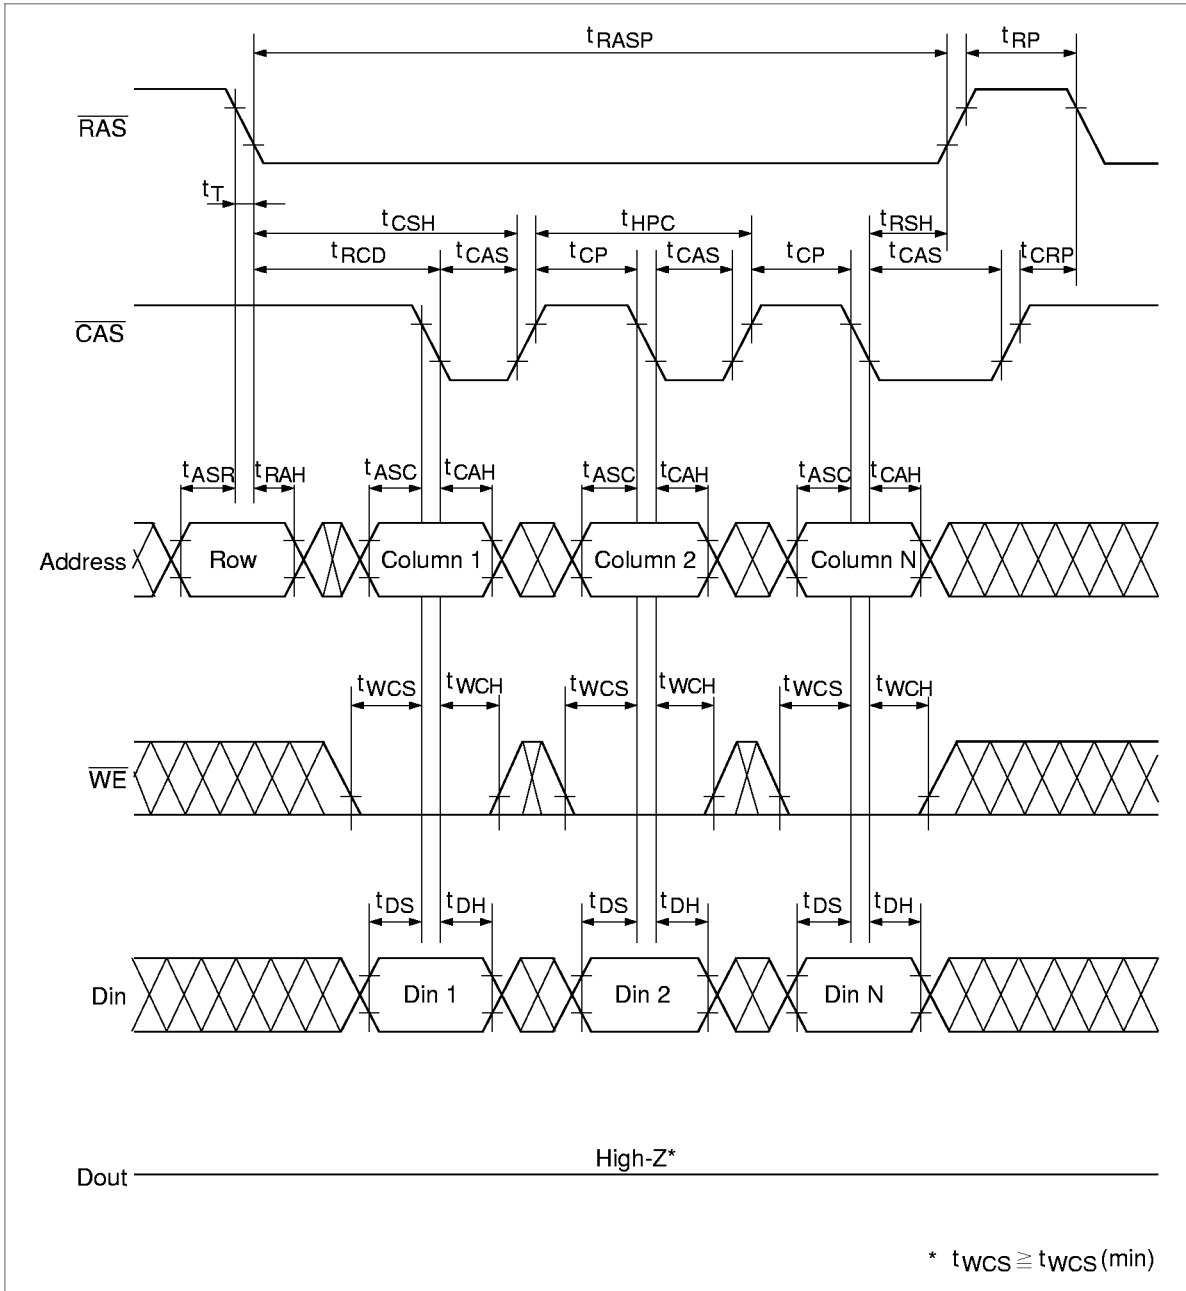 tRASP tRP
RAS
tT
tCSH tHPC tRSH
tRCD tCAS tCP tCAS tCP tCAS tCRP
CAS
tASR tRAH tASC tCAH tASC tCAH tASC tCAH
Address Row Column 1 Column 2 Column N
tWCS tWCH tWCS tWCH tWCS tWCH
WE
tDS tDH tDS tDH tDS tDH
Din Din 1 Din 2 Din N
High-Z*
Dout
* tWCS ≧ tWCS (min)